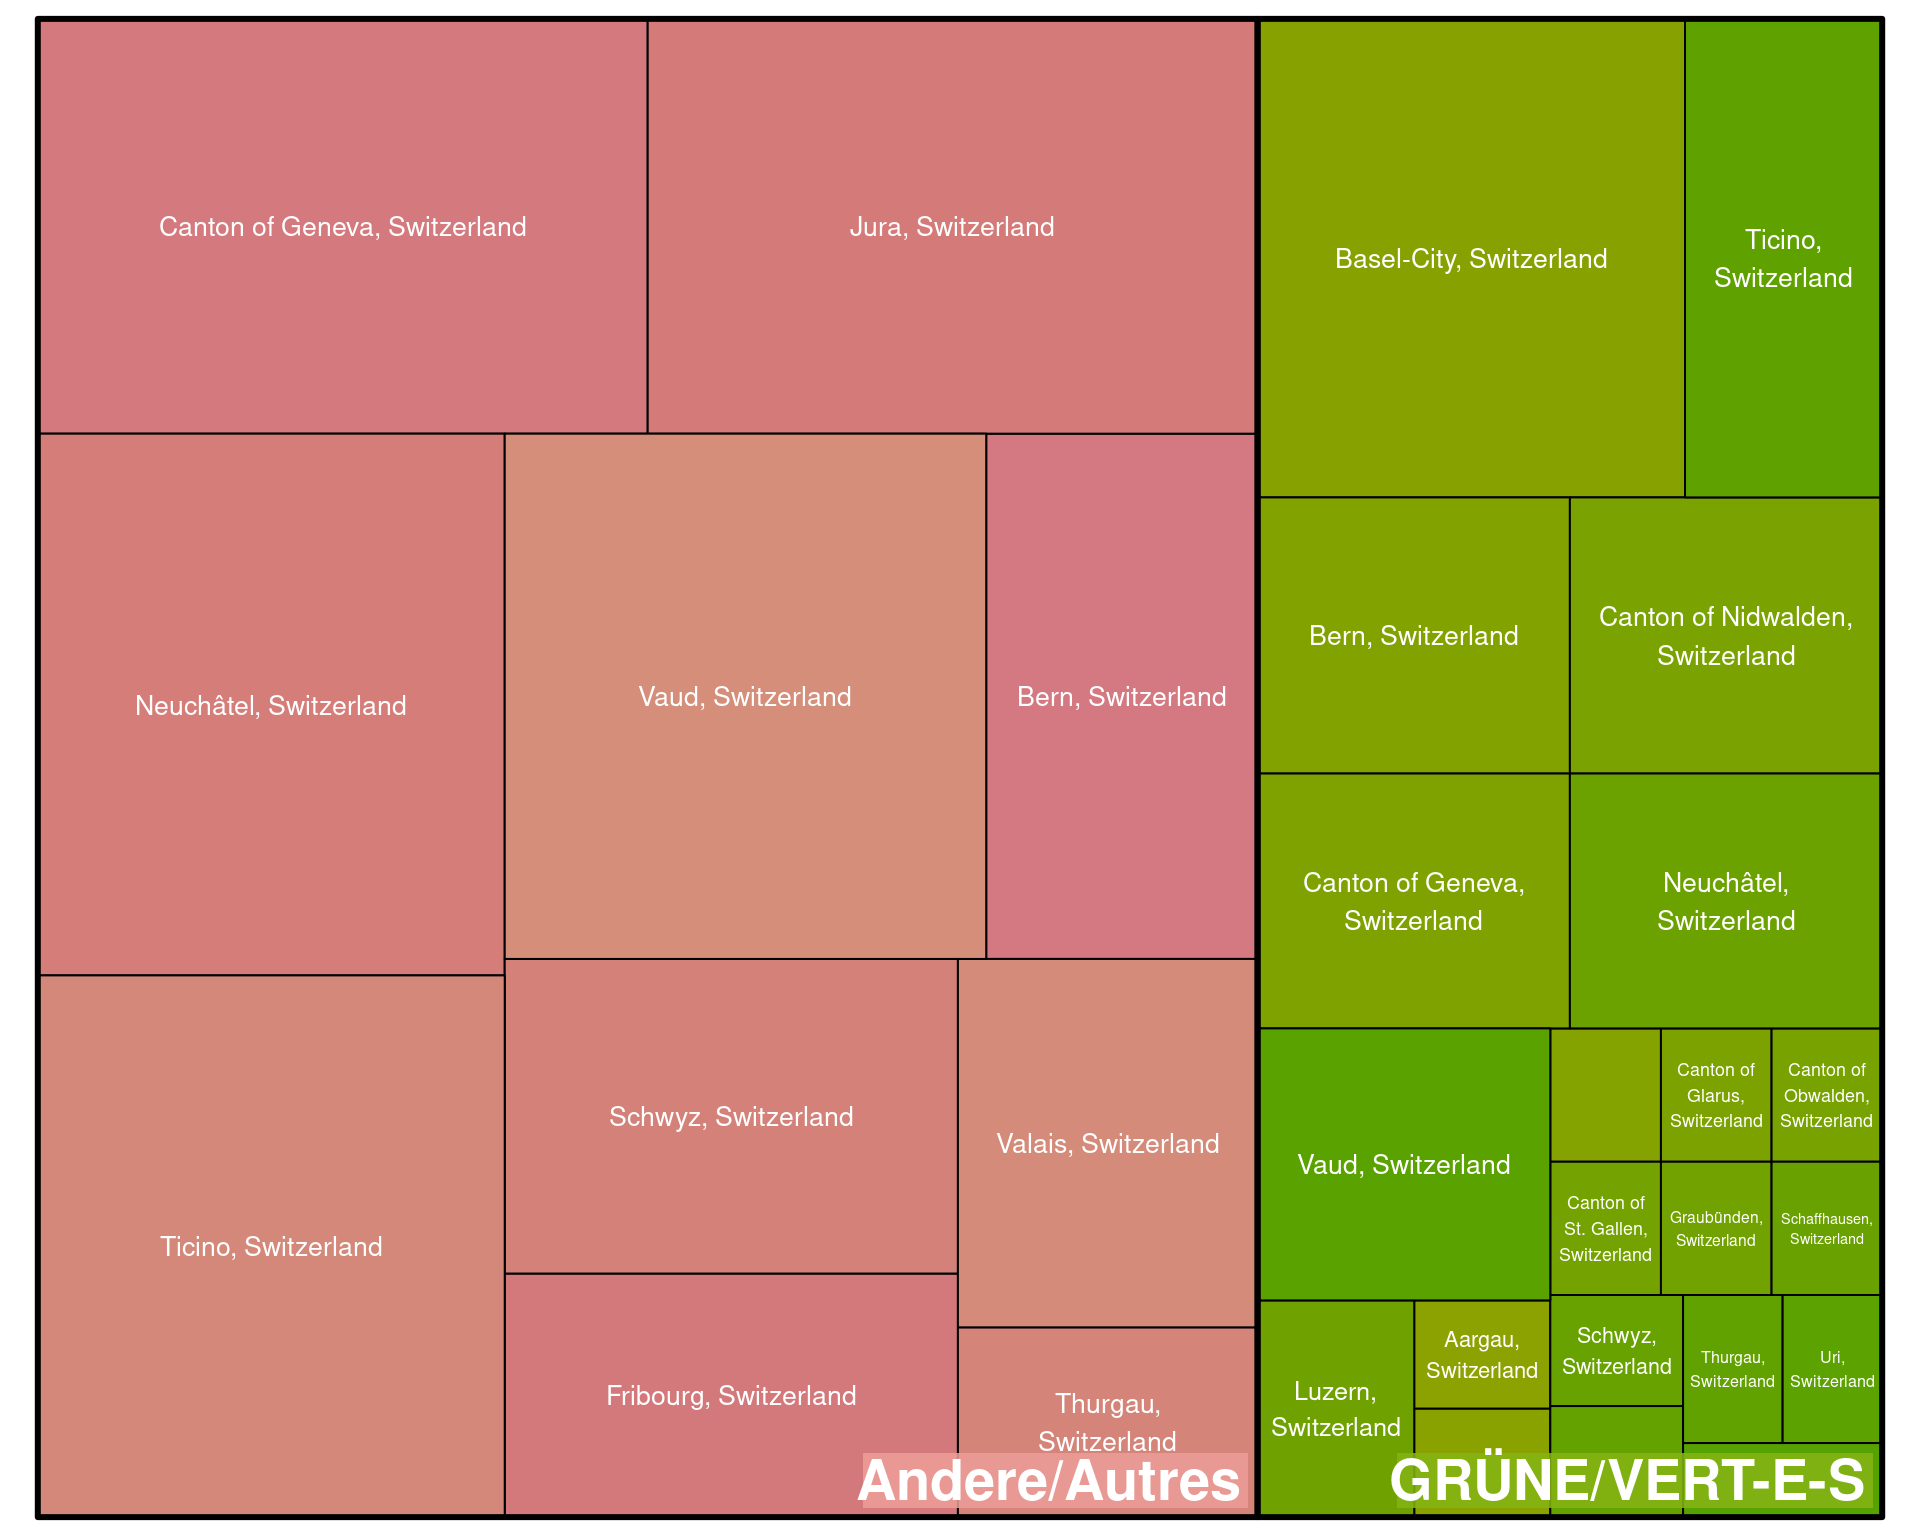 Canton of Geneva, Switzerland
Jura, Switzerland
Neuchâtel, Switzerland
Vaud, Switzerland
Bern, Switzerland
Ticino, Switzerland
Schwyz, Switzerland
Valais, Switzerland
Fribourg, Switzerland
Thurgau,
Switzerland
Andere/Autres
Basel-City, Switzerland
Ticino,
Switzerland
Bern, Switzerland
Canton of Nidwalden,
Switzerland
Canton of Geneva,
Switzerland
Neuchâtel,
Switzerland
Vaud, Switzerland
Canton of
Glarus,
Switzerland
Canton of
Obwalden,
Switzerland
Canton of
St. Gallen,
Switzerland
Graubünden,
Switzerland
Schaffhausen,
Switzerland
Luzern,
Switzerland
Aargau,
Switzerland
Schwyz,
Switzerland
Thurgau,
Switzerland
Uri,
Switzerland
GRÜNE/VERT-E-S